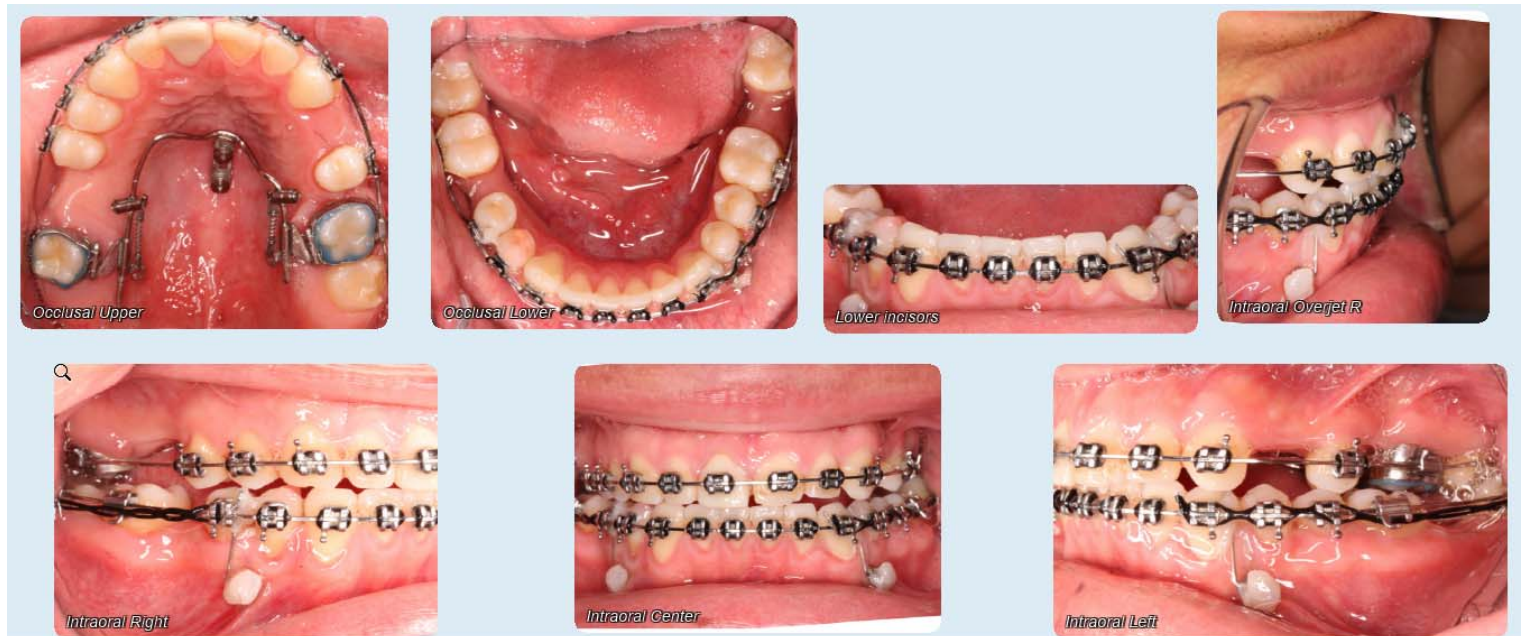 Occlusal Upper
Occlusal Lower
Lower incisors
Intraoral Overjet R
Intraoral Right
Intraoral Center
Intraoral Left